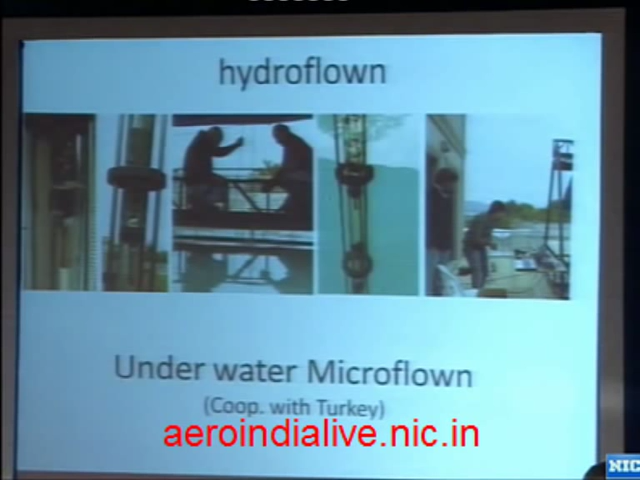 hydroflown
Under water Microflown
(Coop. with Turkey)
aeroindialive.nic.in
NIC